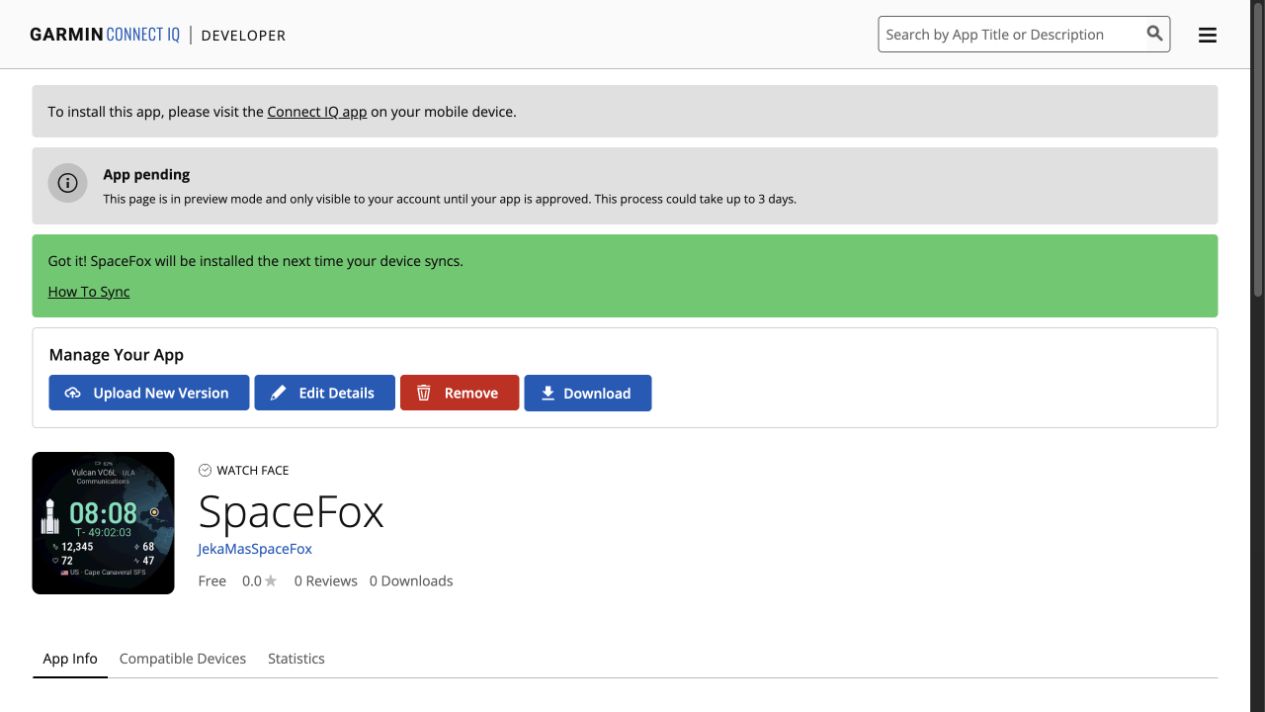 GARMIN CONNECT IQ | DEVELOPER
Search by App Title or Description
To install this app, please visit the Connect IQ app on your mobile device.
App pending
This page is in preview mode and only visible to your account until your app is approved. This process could take up to 3 days.
Got it! SpaceFox will be installed the next time your device syncs.
How To Sync
Manage Your App
Upload New Version Edit Details Remove Download
67%
Vulcan VC6L ULA
Communications
08:08
T- 49:02:03
12,345 68
72 47
US · Cape Canaveral SFS
WATCH FACE
SpaceFox
JekaMasSpaceFox
Free 0.0 0 Reviews 0 Downloads
App Info Compatible Devices Statistics